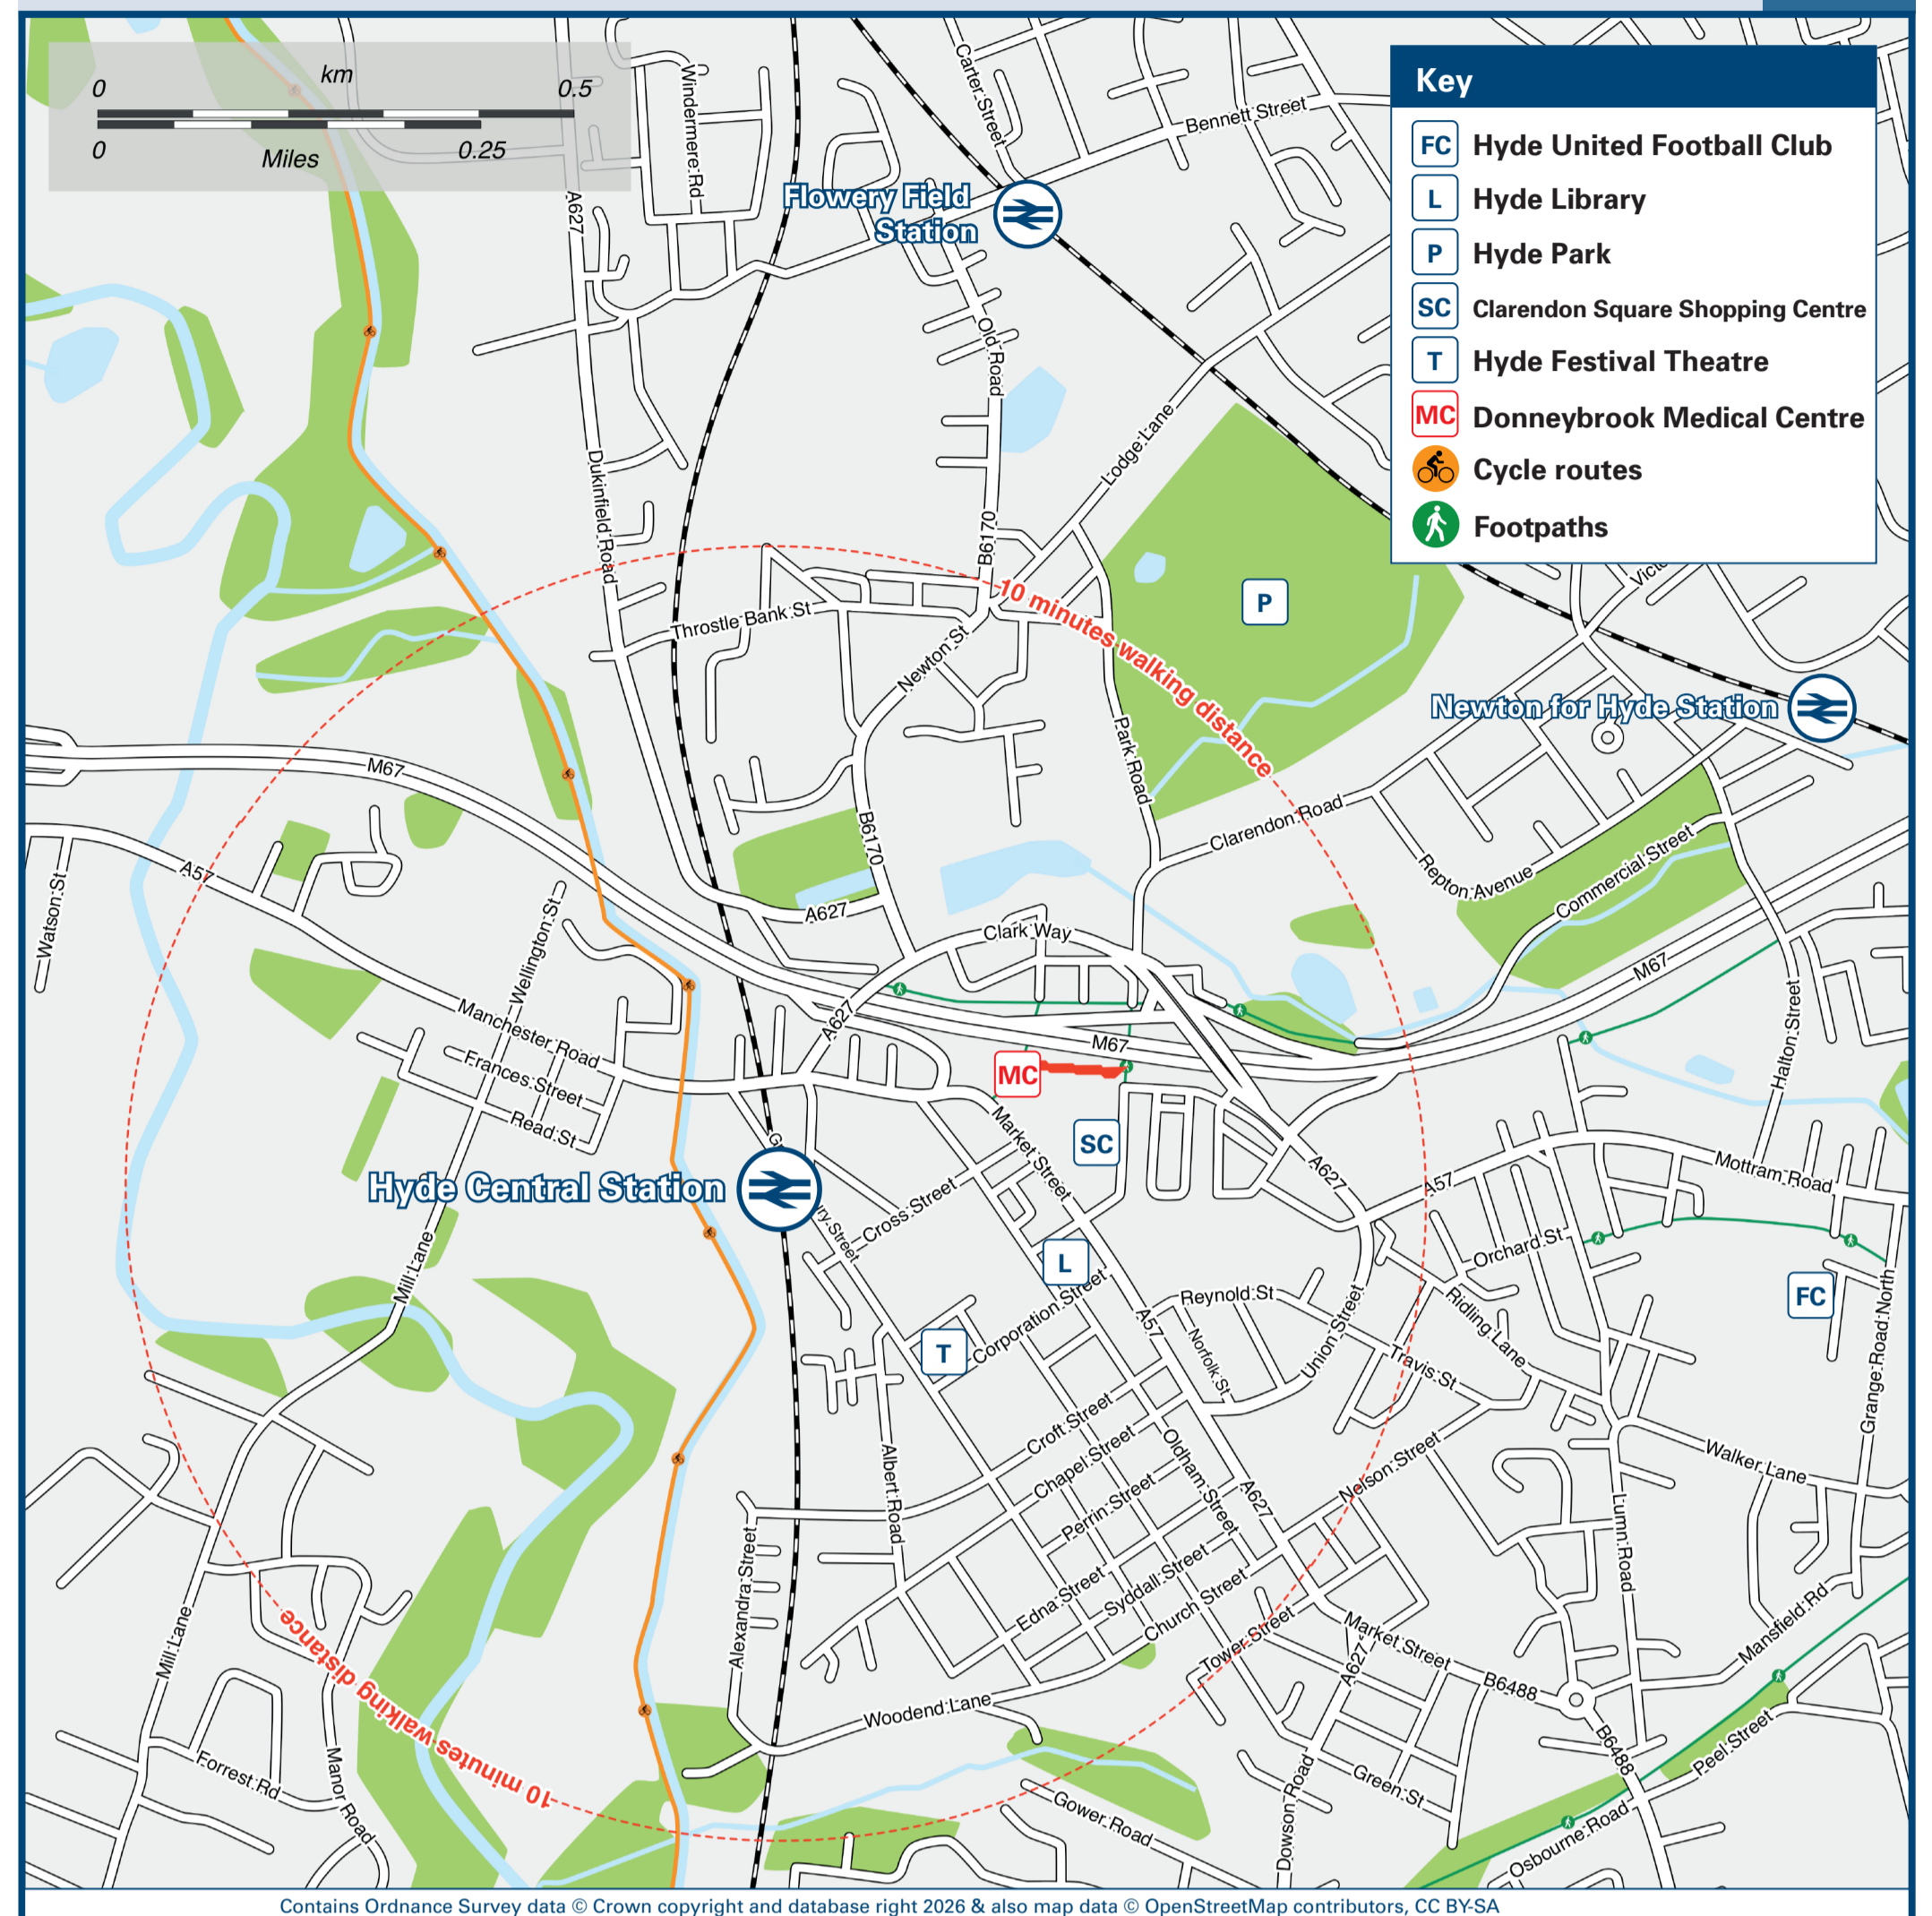 km
0 0.5
0 0.25
Miles
Key
FC Hyde United Football Club
L Hyde Library
P Hyde Park
SC Clarendon Square Shopping Centre
T Hyde Festival Theatre
MC Donneybrook Medical Centre
Cycle routes
Footpaths
Carter Street
Windermere Rd
Bennett Street
A627
Flowery Field
Station
Old Road
Lodge Lane
Dukinfield Road
B6170
P
10 minutes walking distance
Throstle Bank St
Newton St
Newton for Hyde Station
Park Road
M67
Clarendon Road
B6170
Repton Avenue
Commercial Street
A57
Watson St
A627
Wellington St
Clark Way
M67
Manchester Road
A627
M67
Halton Street
Frances Street
MC
Read St
Market Street
SC
A627
A57
Mottram Road
Hyde Central Station
Cross Street
Orchard St
Mill Lane
L
FC
Corporation Street
Reynold St
Ridling Lane
Grange Road North
T
A57
Norfolk St
Union Street
Travis St
Croft Street
Albert Road
Chapel Street
Oldham Street
Nelson Street
Walker Lane
Perrin Street
A627
Lumn Road
Alexandra Street
Edna Street
Syddall Street
Church Street
Mill Lane
Tower Street
Market Street
Mansfield Rd
10 minutes walking distance
A627
B6488
Woodend Lane
B6488
Peel Street
Forrest Rd
Manor Road
Gower Road
Dowson Road
Green St
Osbourne Road
Contains Ordnance Survey data © Crown copyright and database right 2026 & also map data © OpenStreetMap contributors, CC BY-SA